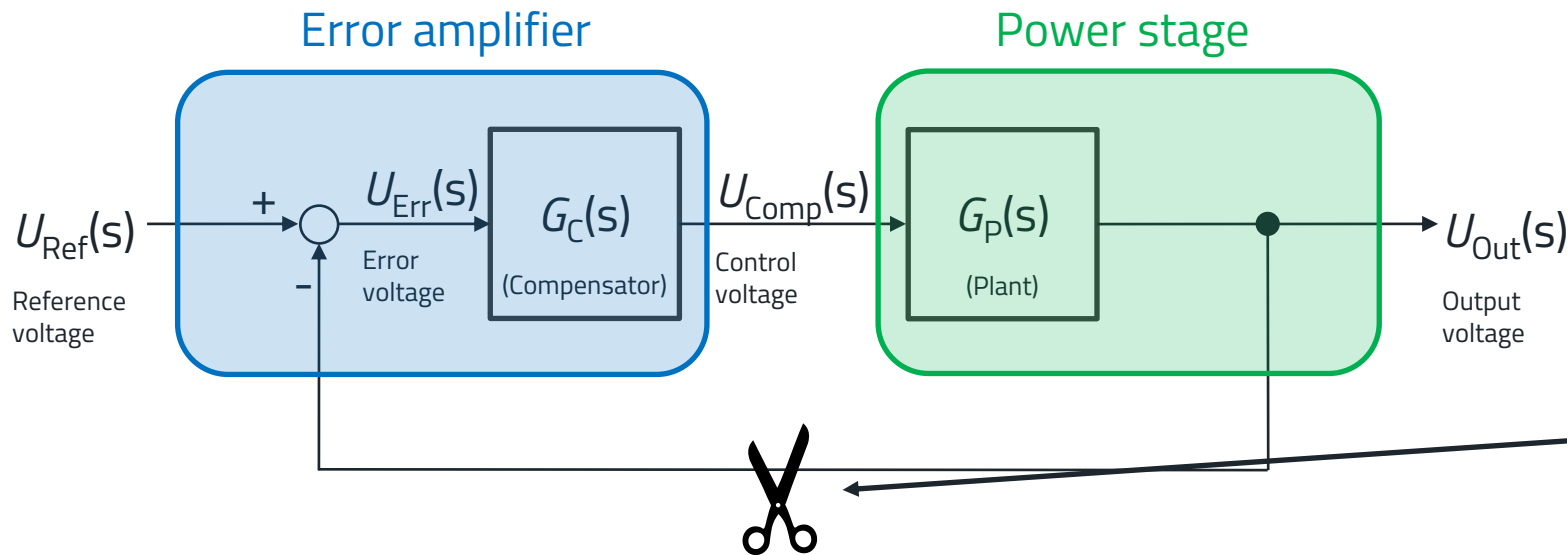 Error amplifier
Power stage
U_Ref(s)
Reference
voltage
+
-
U_Err(s)
Error
voltage
G_C(s)
(Compensator)
U_Comp(s)
Control
voltage
G_P(s)
(Plant)
U_Out(s)
Output
voltage